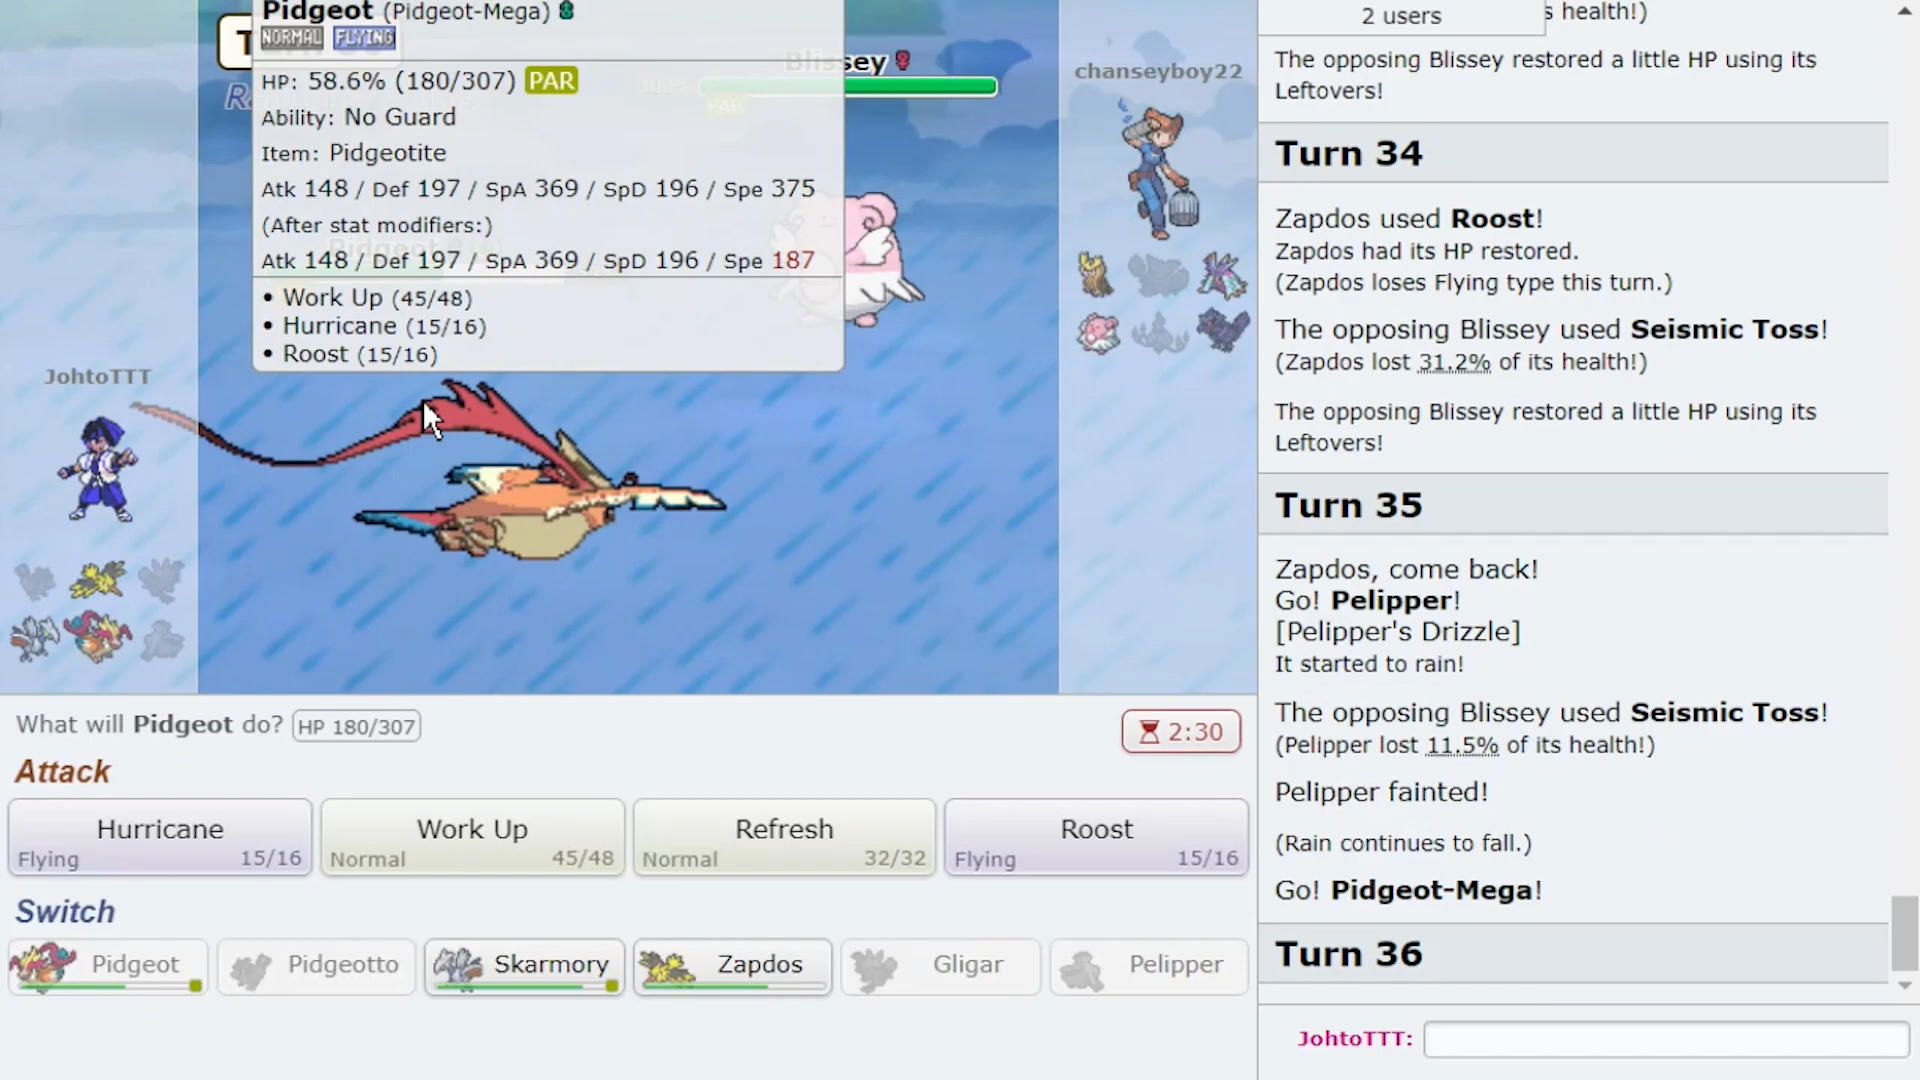 Pidgeot (Pidgeot-Mega)
NORMAL FLYING
HP: 58.6% (180/307) PAR
Ability: No Guard
Item: Pidgeotite
Atk 148 / Def 197 / SpA 369 / SpD 196 / Spe 375
(After stat modifiers:)
Atk 148 / Def 197 / SpA 369 / SpD 196 / Spe 187
• Work Up (45/48)
• Hurricane (15/16)
• Roost (15/16)
Blissey
100%
PAR
chanseyboy22
JohtoTTT
What will Pidgeot do? HP 180/307
2:30
Attack
Hurricane
Flying 15/16
Work Up
Normal 45/48
Refresh
Normal 32/32
Roost
Flying 15/16
Switch
Pidgeot
Pidgeotto
Skarmory
Zapdos
Gligar
Pelipper
2 users
s health!)
The opposing Blissey restored a little HP using its
Leftovers!
Turn 34
Zapdos used Roost!
Zapdos had its HP restored.
(Zapdos loses Flying type this turn.)
The opposing Blissey used Seismic Toss!
(Zapdos lost 31.2% of its health!)
The opposing Blissey restored a little HP using its
Leftovers!
Turn 35
Zapdos, come back!
Go! Pelipper!
[Pelipper's Drizzle]
It started to rain!
The opposing Blissey used Seismic Toss!
(Pelipper lost 11.5% of its health!)
Pelipper fainted!
(Rain continues to fall.)
Go! Pidgeot-Mega!
Turn 36
JohtoTTT: